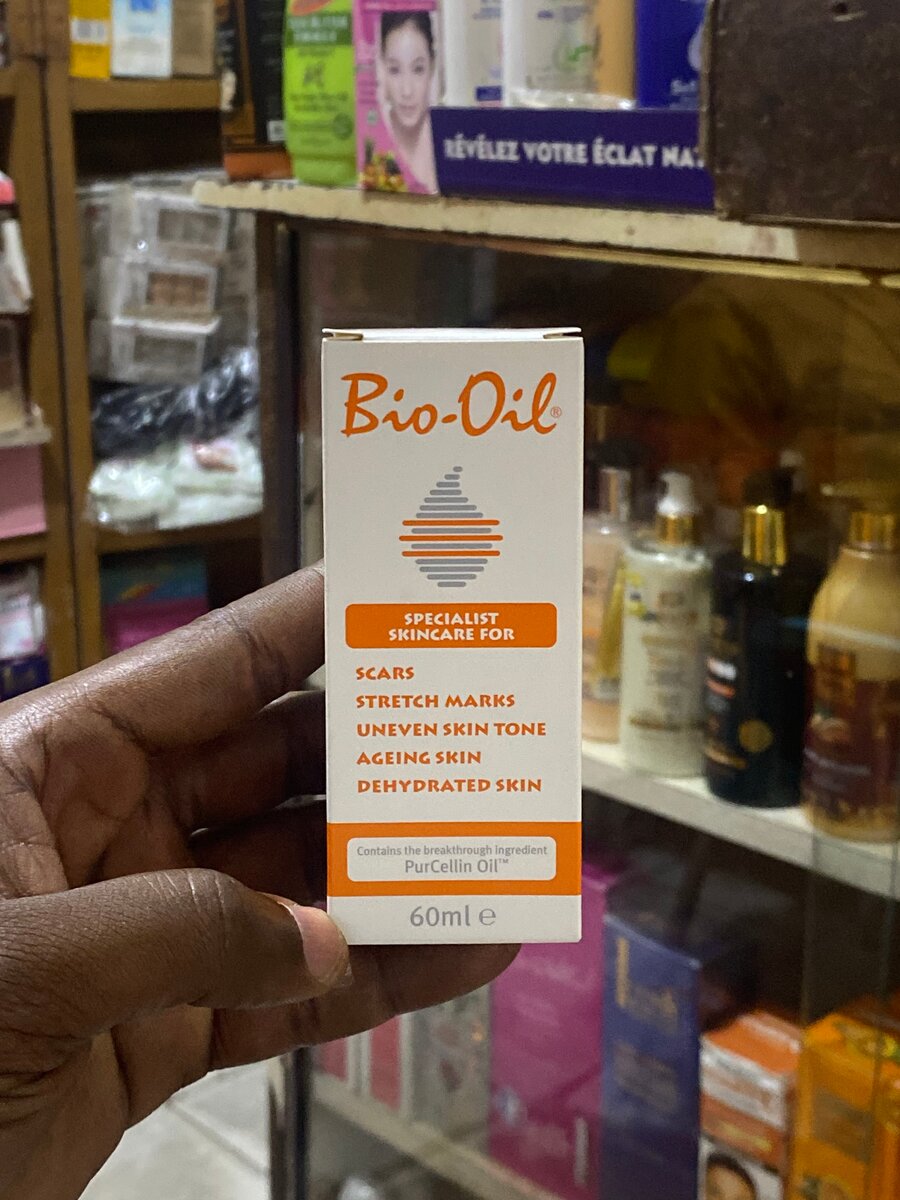 RÉVÉLEZ VOTRE ÉCLAT
Bio-Oil®
SPECIALIST
SKINCARE FOR
SCARS
STRETCH MARKS
UNEVEN SKIN TONE
AGEING SKIN
DEHYDRATED SKIN
Contains the breakthrough ingredient
PurCellin Oil™
60ml ℮